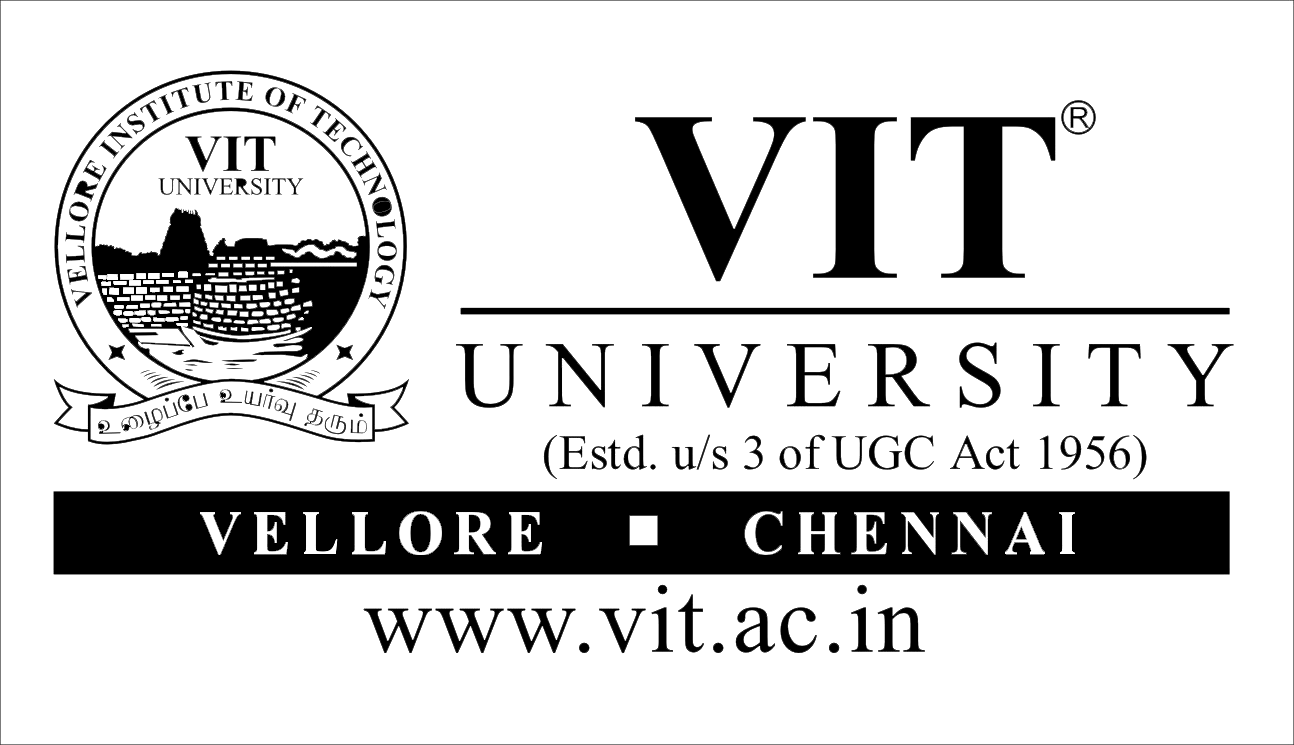 VELLORE INSTITUTE OF TECHNOLOGY
VIT
UNIVERSITY
உழைப்பே உயர்வு தரும்
VIT®
UNIVERSITY
(Estd. u/s 3 of UGC Act 1956)
VELLORE ▪ CHENNAI
www.vit.ac.in